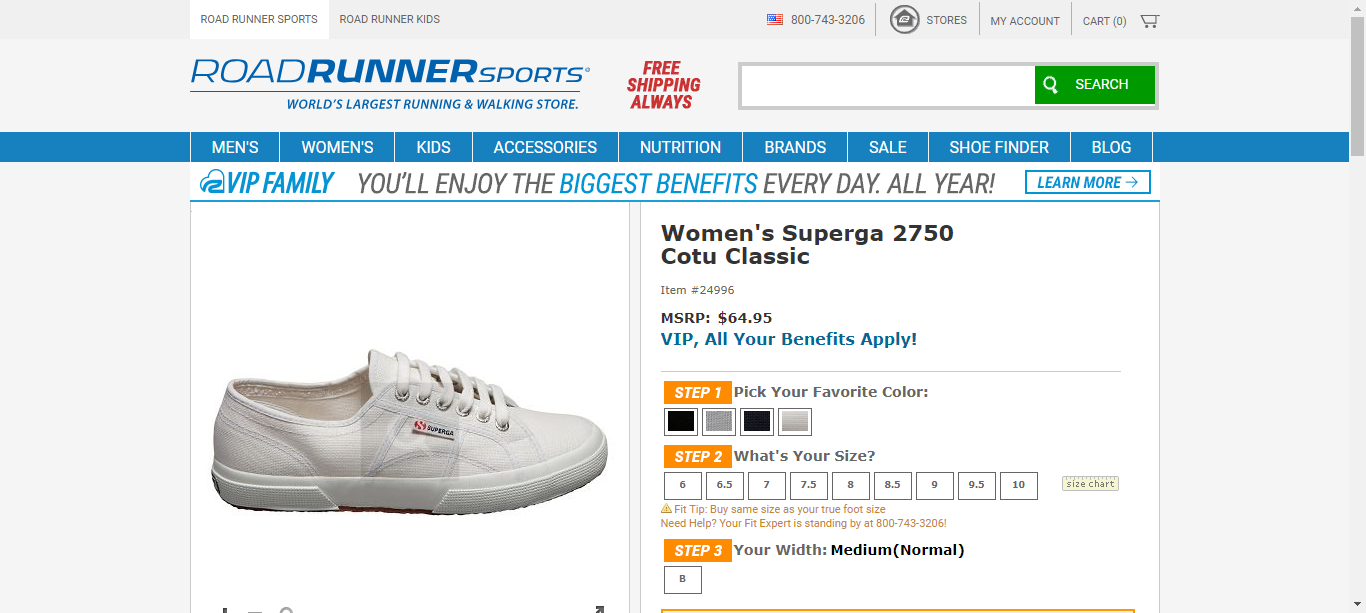 ROAD RUNNER SPORTS
ROAD RUNNER KIDS
800-743-3206
STORES
MY ACCOUNT
CART (0)
ROADRUNNERSPORTS®
WORLD'S LARGEST RUNNING & WALKING STORE.
FREE
SHIPPING
ALWAYS
SEARCH
MEN'S
WOMEN'S
KIDS
ACCESSORIES
NUTRITION
BRANDS
SALE
SHOE FINDER
BLOG
VIP FAMILY
YOU'LL ENJOY THE BIGGEST BENEFITS EVERY DAY. ALL YEAR!
LEARN MORE →
SUPERGA
Women's Superga 2750
Cotu Classic
Item #24996
MSRP: $64.95
VIP, All Your Benefits Apply!
STEP 1 Pick Your Favorite Color:
STEP 2 What's Your Size?
6 6.5 7 7.5 8 8.5 9 9.5 10
size chart
Fit Tip: Buy same size as your true foot size
Need Help? Your Fit Expert is standing by at 800-743-3206!
STEP 3 Your Width: Medium(Normal)
B